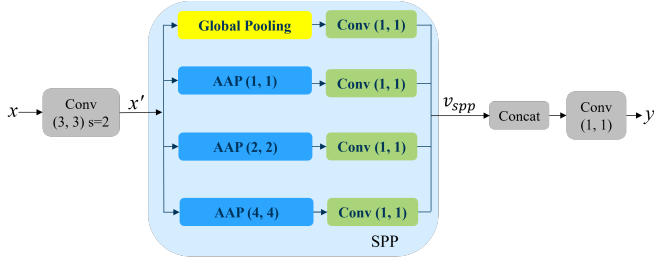 Global Pooling
Conv (1, 1)
AAP (1, 1)
Conv (1, 1)
x
Conv
(3, 3) s=2
x′
v_spp
Concat
Conv
(1, 1)
y
AAP (2, 2)
Conv (1, 1)
AAP (4, 4)
Conv (1, 1)
SPP